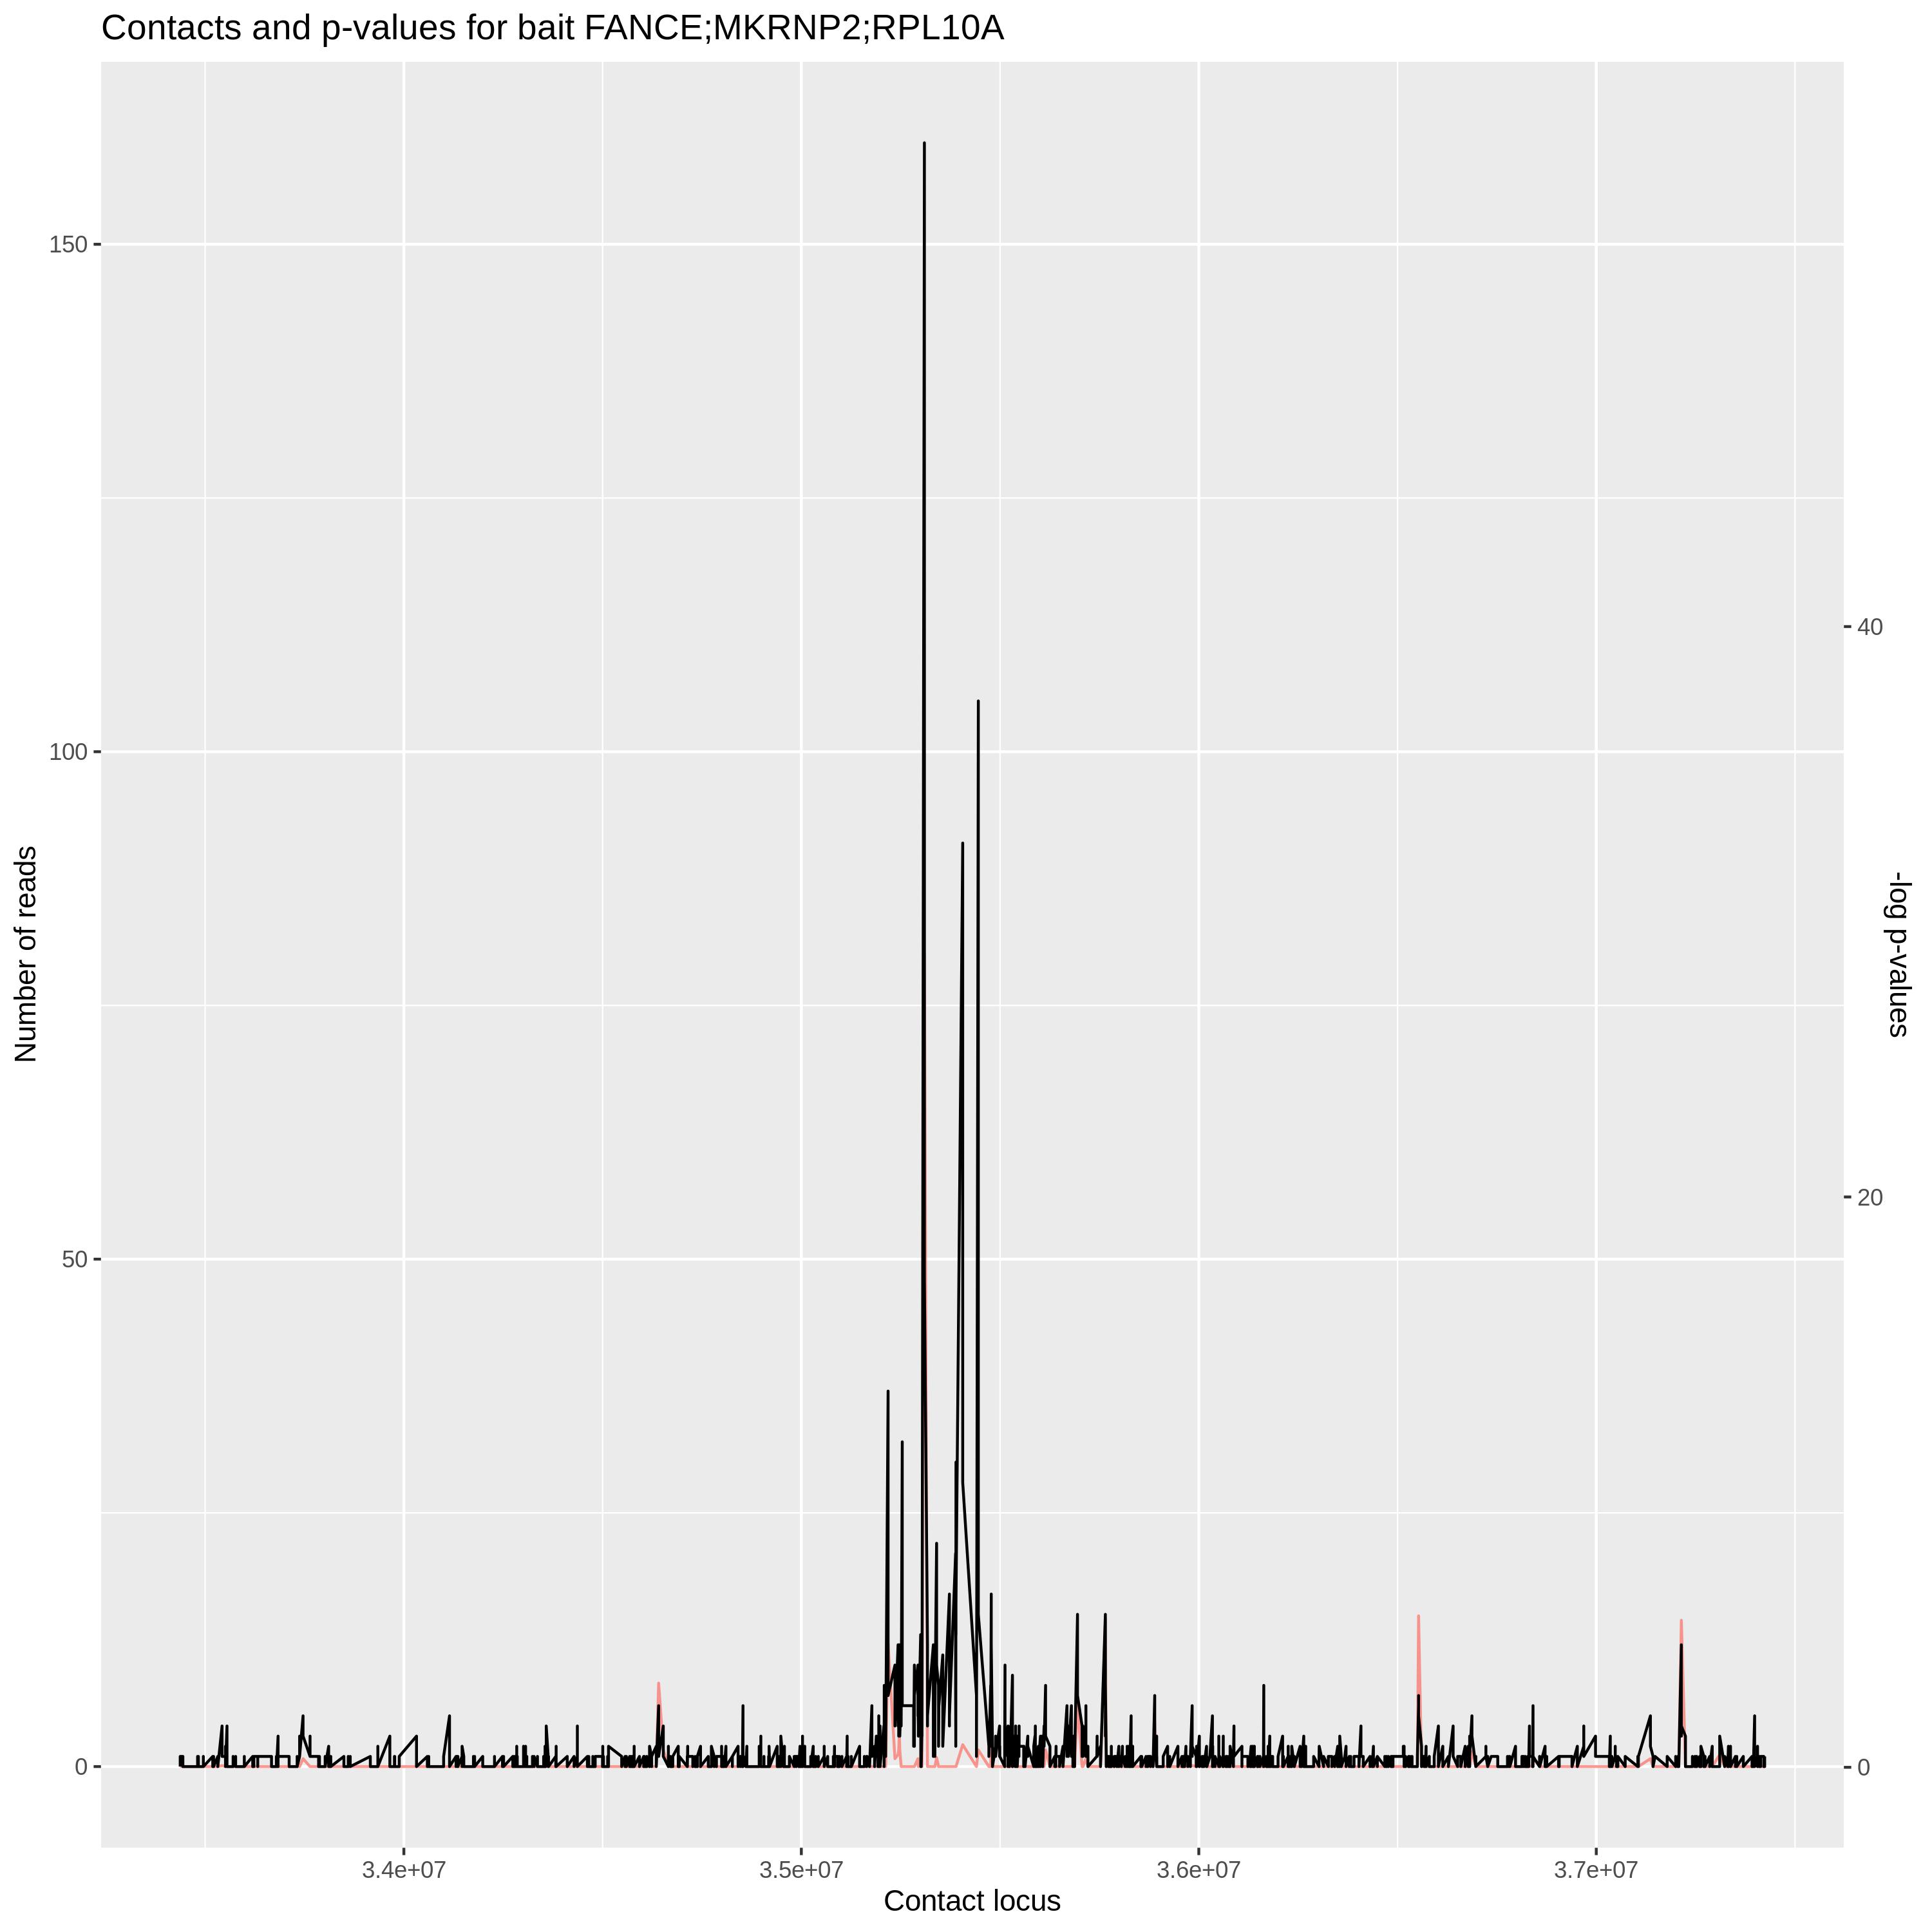 Contacts and p-values for bait FANCE;MKRNP2;RPL10A
150
100
50
0
Number of reads
40
20
0
-log p-values
3.4e+07
3.5e+07
3.6e+07
3.7e+07
Contact locus